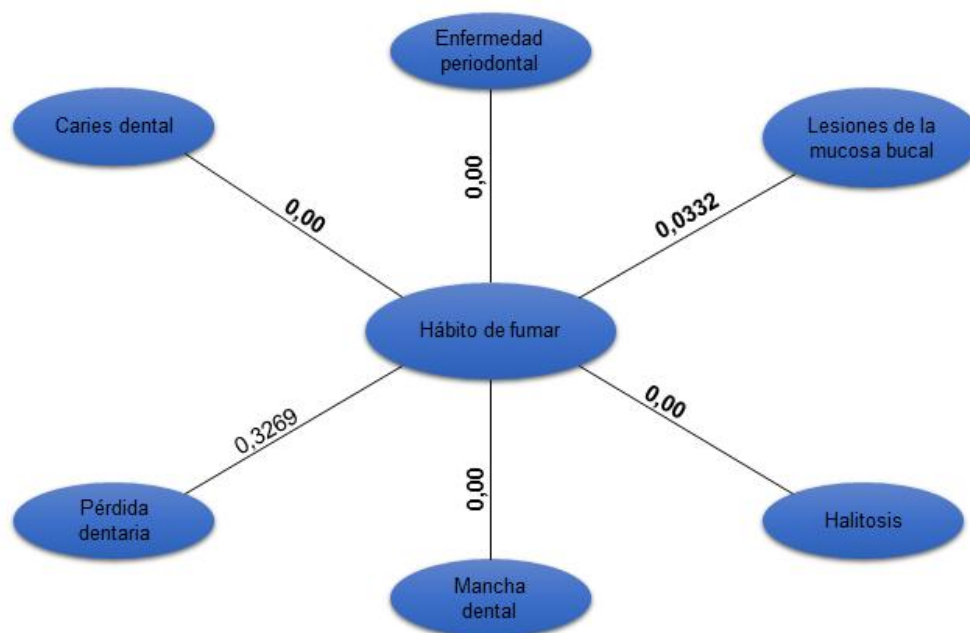 Enfermedad
periodontal
Caries dental
Lesiones de la
mucosa bucal
0,00
0,00
0,0332
Hábito de fumar
0,3269
0,00
0,00
Pérdida
dentaria
Mancha
dental
Halitosis